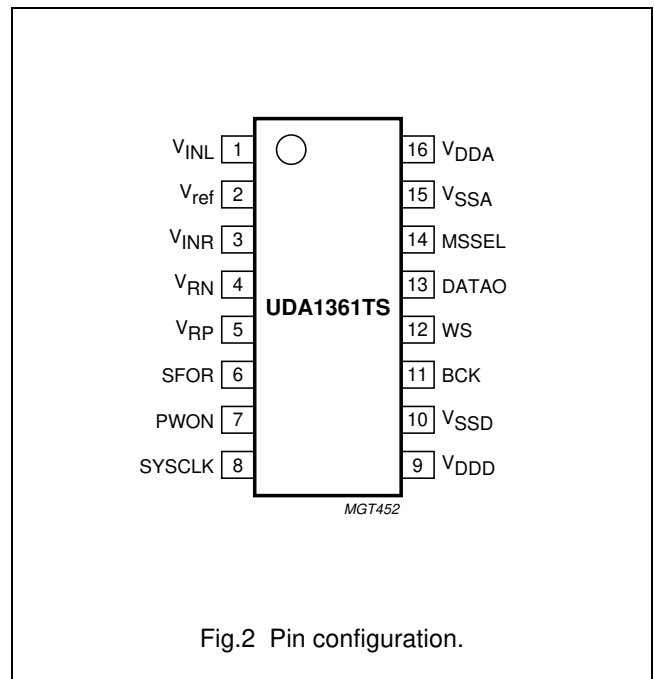 VINL 1 16 VDDA
Vref 2 15 VSSA
VINR 3 14 MSSEL
VRN 4 13 DATAO
UDA1361TS
VRP 5 12 WS
SFOR 6 11 BCK
PWON 7 10 VSSD
SYSCLK 8 9 VDDD
MGT452
Fig.2 Pin configuration.